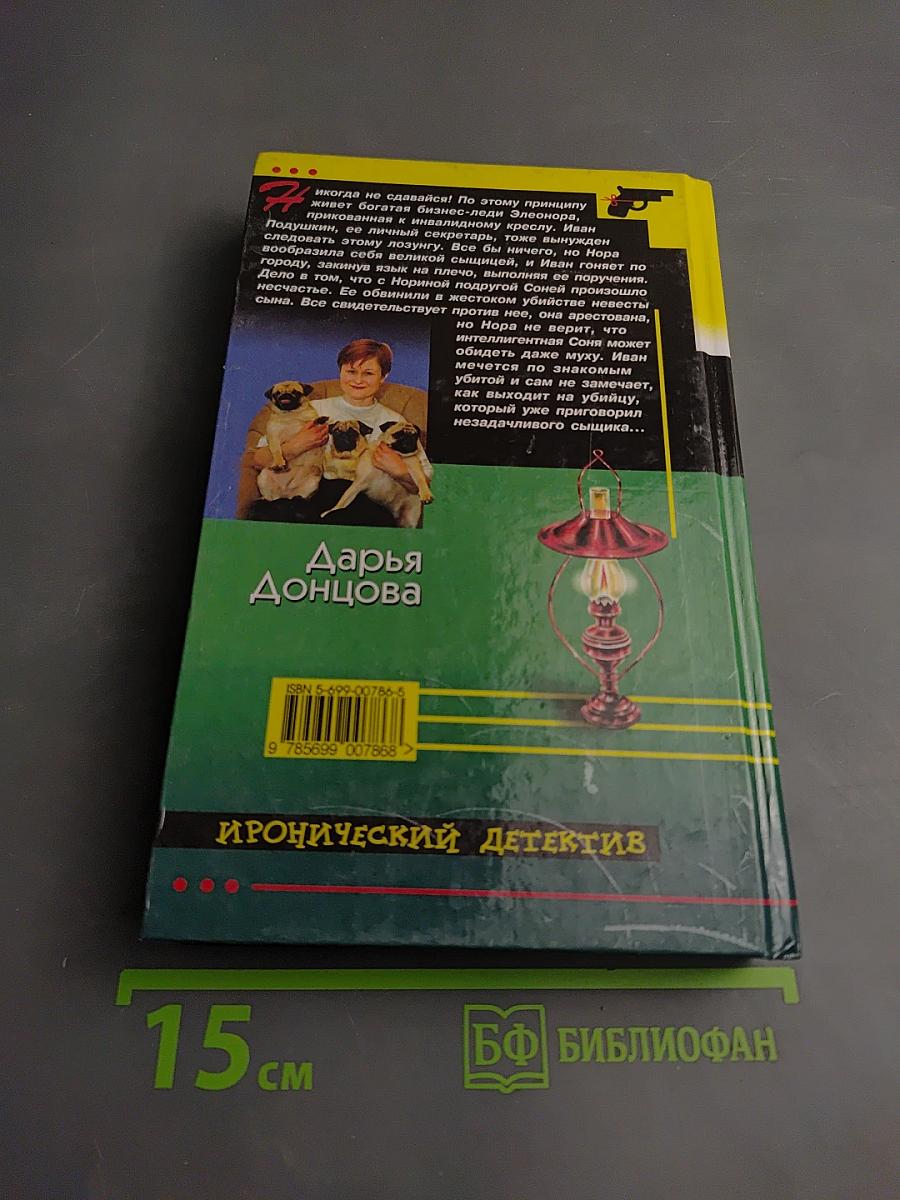 Никогда не сдавайся! По этому принципу
живет богатая бизнес-леди Элеонора,
прикованная к инвалидному креслу. Иван
Подушкин, ее личный секретарь, тоже вынужден
следовать этому лозунгу. Все бы ничего, но Нора
вообразила себя великой сыщицей, и Иван гоняет по
городу, закинув язык на плечо, выполняя ее поручения.
Дело в том, что с Нориной подругой Соней произошло
несчастье. Ее обвинили в жестоком убийстве невесты
сына. Все свидетельствует против нее, она арестована,
но Нора не верит, что
интеллигентная Соня может
обидеть даже муху. Иван
мечется по знакомым
убитой и сам не замечает,
как выходит на убийцу,
который уже приговорил
незадачливого сыщика...
Дарья
Донцова
ISBN 5-699-00786-5
9 785699 007868 >
ИРОНИЧЕСКИЙ ДЕТЕКТИВ
15 см
БФ БИБЛИОФАН